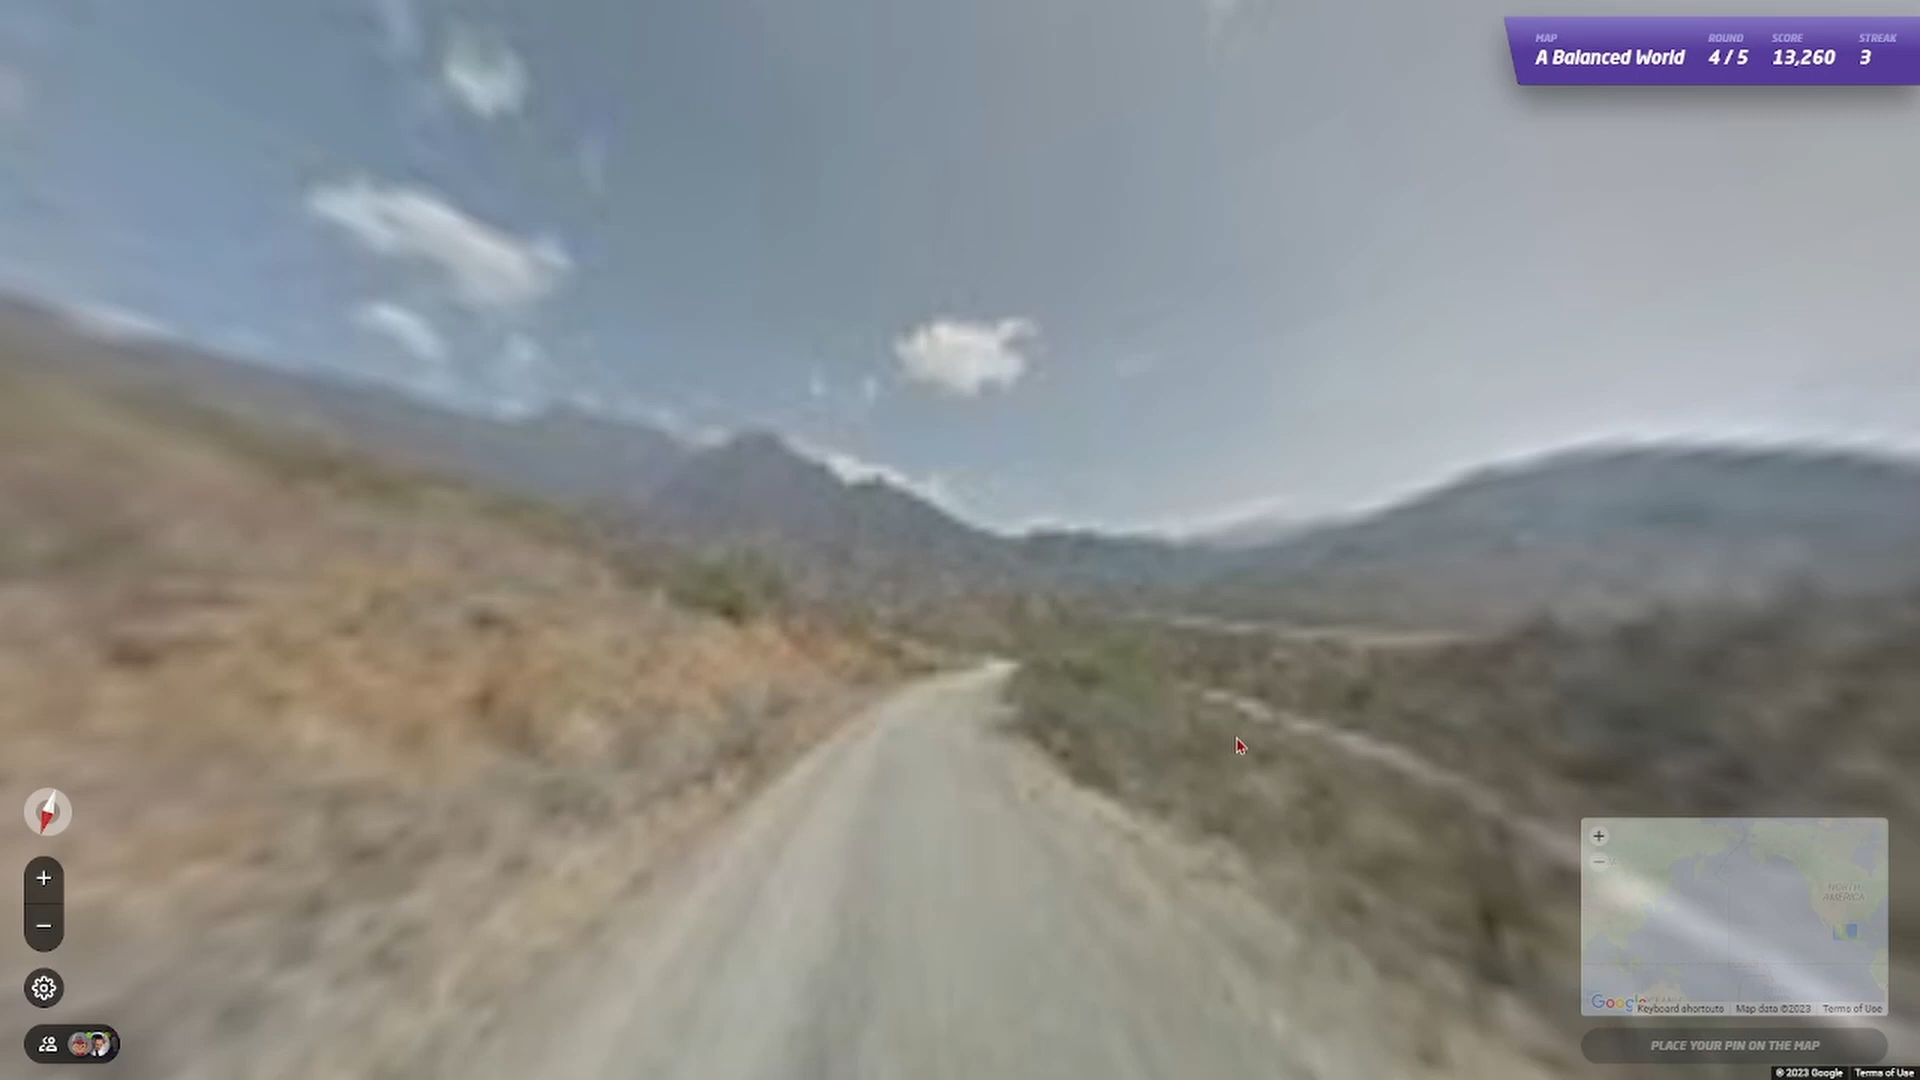 MAP
A Balanced World
ROUND
4 / 5
SCORE
13,260
STREAK
3
NORTH
AMERICA
Google
Keyboard shortcuts
Map data ©2023
Terms of Use
PLACE YOUR PIN ON THE MAP
© 2023 Google
Terms of Use